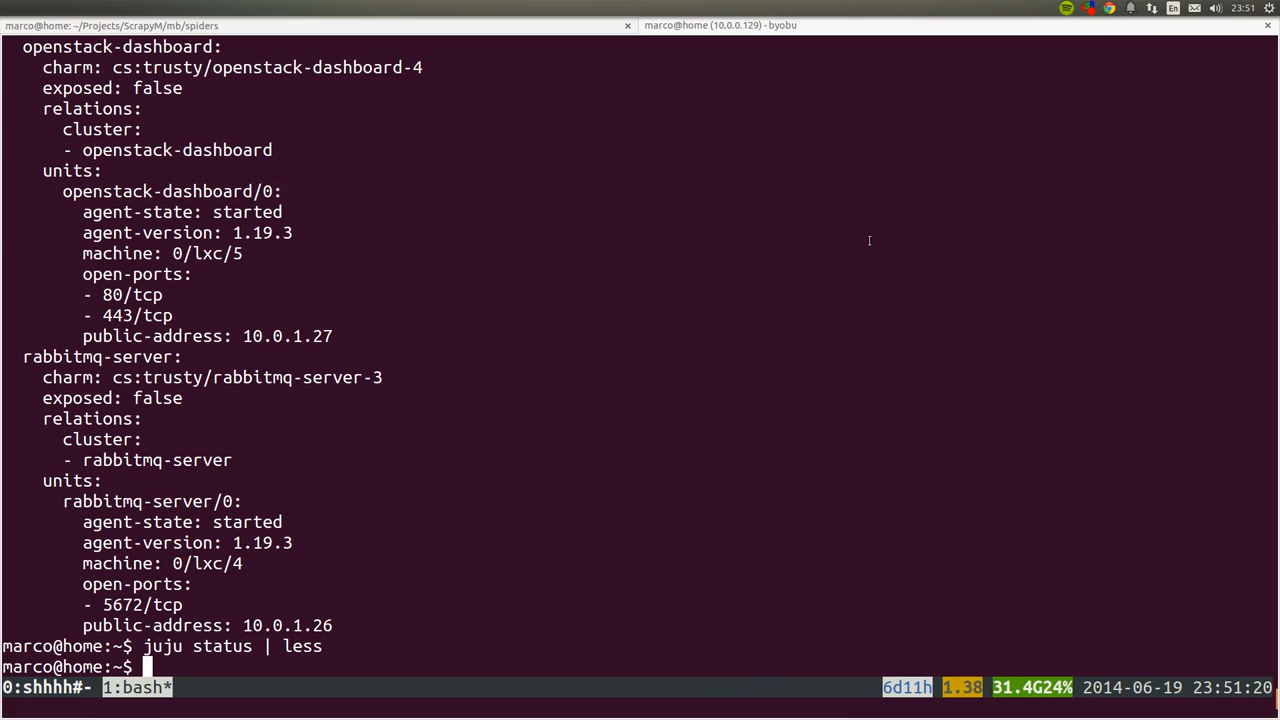 En
23:51
marco@home: ~/Projects/ScrapyM/mb/spiders
×
marco@home (10.0.0.129) - byobu
×
openstack-dashboard:
charm: cs:trusty/openstack-dashboard-4
exposed: false
relations:
cluster:
- openstack-dashboard
units:
openstack-dashboard/0:
agent-state: started
agent-version: 1.19.3
machine: 0/lxc/5
open-ports:
- 80/tcp
- 443/tcp
public-address: 10.0.1.27
rabbitmq-server:
charm: cs:trusty/rabbitmq-server-3
exposed: false
relations:
cluster:
- rabbitmq-server
units:
rabbitmq-server/0:
agent-state: started
agent-version: 1.19.3
machine: 0/lxc/4
open-ports:
- 5672/tcp
public-address: 10.0.1.26
marco@home:~$ juju status | less
marco@home:~$
0:shhhh#- 1:bash* 6d11h 1.38 31.4G24% 2014-06-19 23:51:20